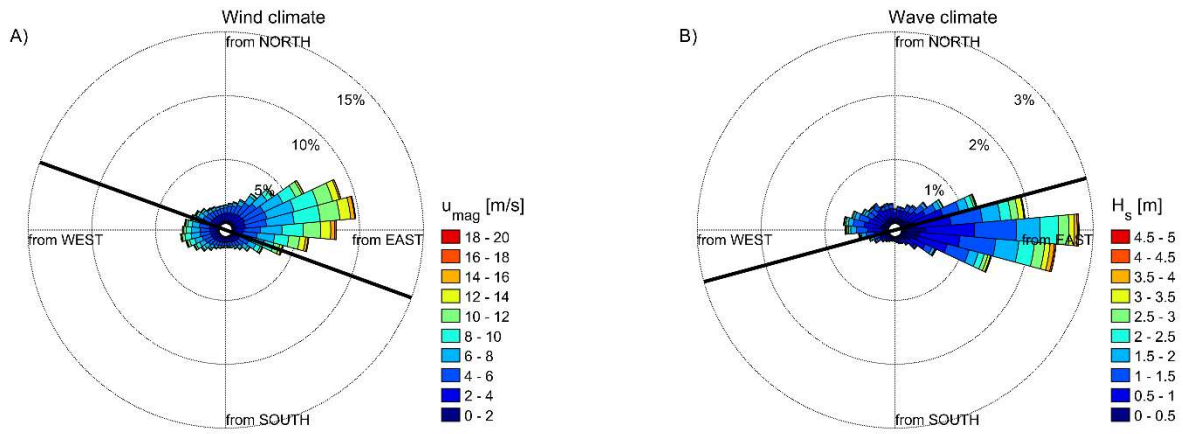 Wind climate
A)
from NORTH
15%
10%
5%
from WEST
from EAST
from SOUTH
u_mag [m/s]
18 - 20
16 - 18
14 - 16
12 - 14
10 - 12
8 - 10
6 - 8
4 - 6
2 - 4
0 - 2
Wave climate
B)
from NORTH
3%
2%
1%
from WEST
from EAST
from SOUTH
H_s [m]
4.5 - 5
4 - 4.5
3.5 - 4
3 - 3.5
2.5 - 3
2 - 2.5
1.5 - 2
1 - 1.5
0.5 - 1
0 - 0.5